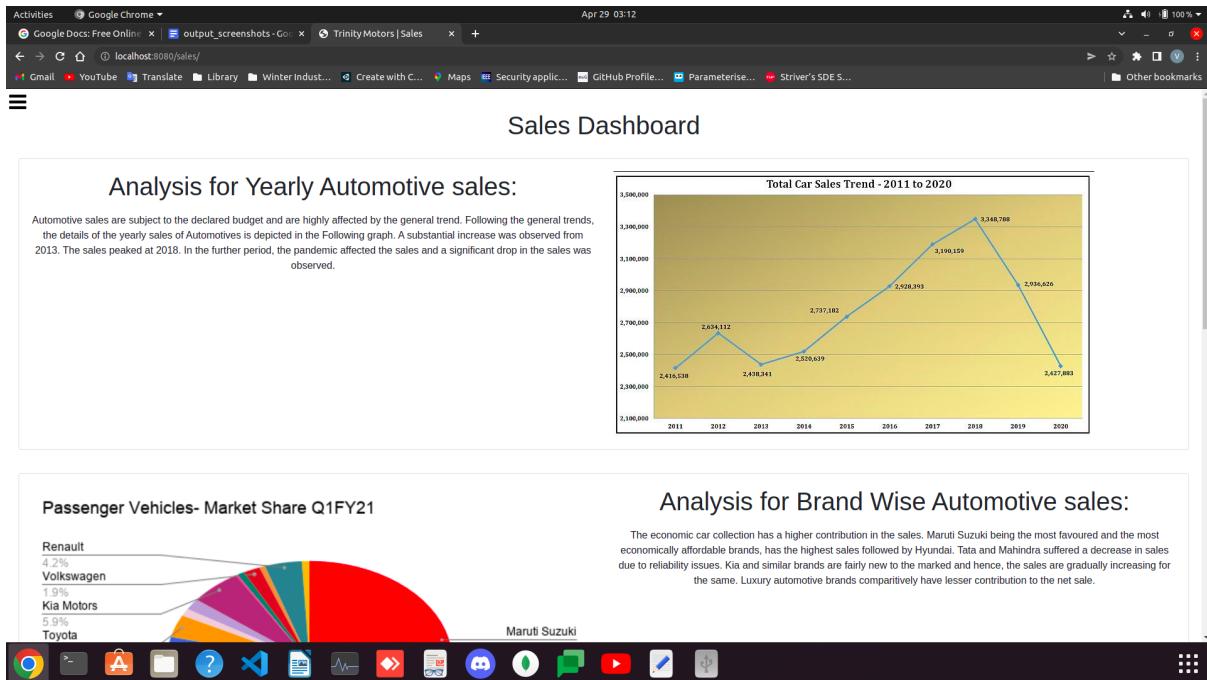 Activities Google Chrome Apr 29 03:12 100 %
Google Docs: Free Online output_screenshots - Goo Trinity Motors | Sales
localhost:8080/sales/
Gmail YouTube Translate Library Winter Indust... Create with C... Maps Security applic... GitHub Profile... Parameterise... Striver's SDE S... Other bookmarks
Sales Dashboard
Analysis for Yearly Automotive sales:
Automotive sales are subject to the declared budget and are highly affected by the general trend. Following the general trends,
the details of the yearly sales of Automotives is depicted in the Following graph. A substantial increase was observed from
2013. The sales peaked at 2018. In the further period, the pandemic affected the sales and a significant drop in the sales was
observed.
Total Car Sales Trend - 2011 to 2020
3,500,000
3,300,000
3,100,000
2,900,000
2,700,000
2,500,000
2,300,000
2,100,000
2,416,538
2,634,112
2,438,341
2,520,639
2,737,182
2,928,393
3,190,159
3,348,788
2,936,626
2,427,883
2011 2012 2013 2014 2015 2016 2017 2018 2019 2020
Passenger Vehicles- Market Share Q1FY21
Renault
4.2%
Volkswagen
1.9%
Kia Motors
5.9%
Toyota
Maruti Suzuki
Analysis for Brand Wise Automotive sales:
The economic car collection has a higher contribution in the sales. Maruti Suzuki being the most favoured and the most
economically affordable brands, has the highest sales followed by Hyundai. Tata and Mahindra suffered a decrease in sales
due to reliability issues. Kia and similar brands are fairly new to the marked and hence, the sales are gradually increasing for
the same. Luxury automotive brands comparitively have lesser contribution to the net sale.